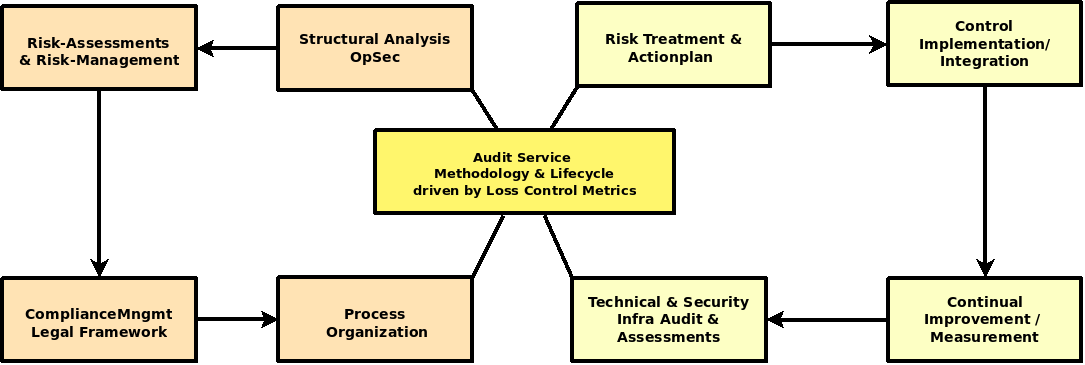 Risk-Assessments
& Risk-Management
Structural Analysis
OpSec
Risk Treatment &
Actionplan
Control
Implementation/
Integration
Audit Service
Methodology & Lifecycle
driven by Loss Control Metrics
ComplianceMngmt
Legal Framework
Process
Organization
Technical & Security
Infra Audit &
Assessments
Continual
Improvement /
Measurement